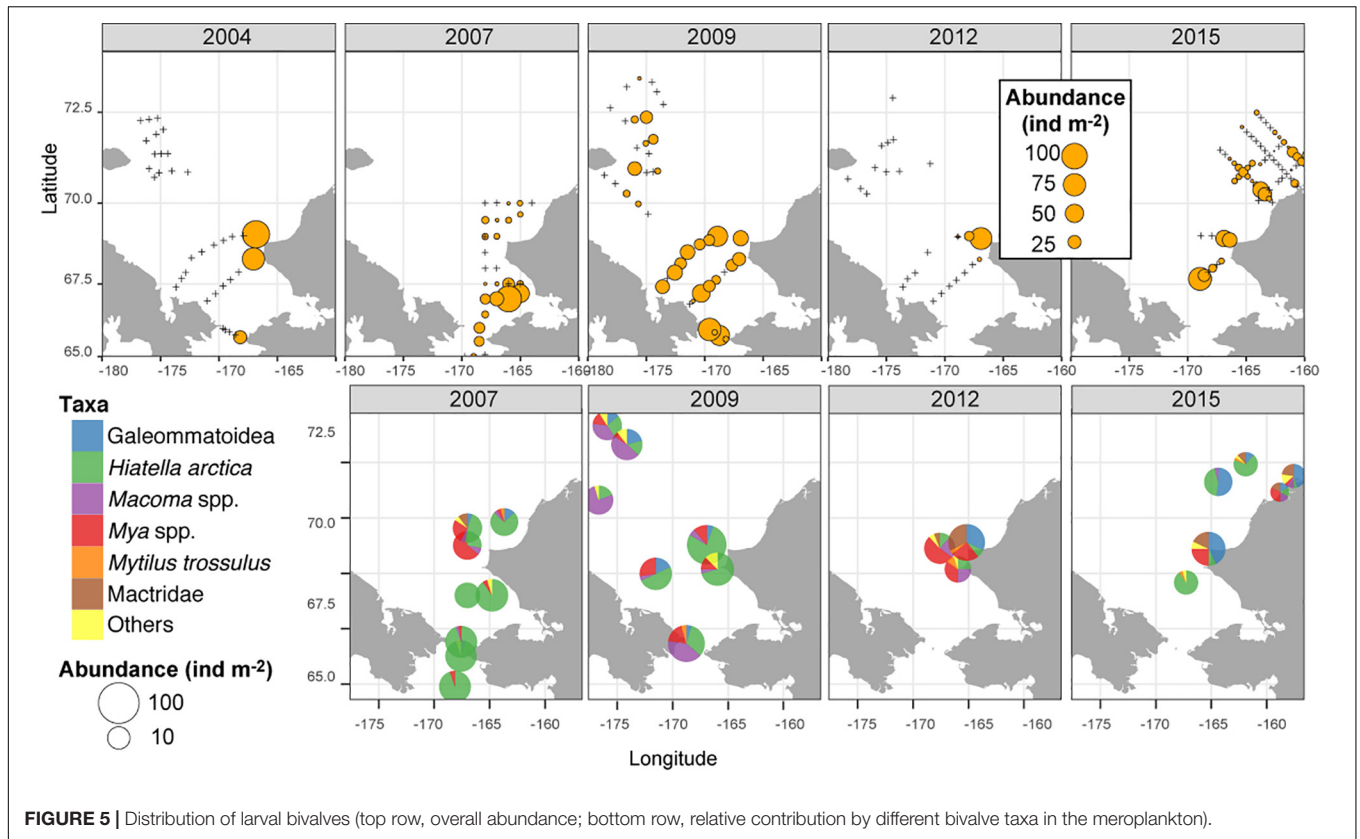 2004 2007 2009 2012 2015
Latitude
72.5
70.0
67.5
65.0
-180 -175 -170 -165 -180 -175 -170 -165 -160 -180 -175 -170 -165 -180 -175 -170 -165 -180 -175 -170 -165 -160
Abundance
(ind m-2)
100
75
50
25
Taxa
Galeommatoidea
Hiatella arctica
Macoma spp.
Mya spp.
Mytilus trossulus
Mactridae
Others
Abundance (ind m-2)
100
10
2007 2009 2012 2015
72.5
70.0
67.5
65.0
-175 -170 -165 -160 -175 -170 -165 -160 -175 -170 -165 -160 -175 -170 -165 -160
Longitude
FIGURE 5 | Distribution of larval bivalves (top row, overall abundance; bottom row, relative contribution by different bivalve taxa in the meroplankton).